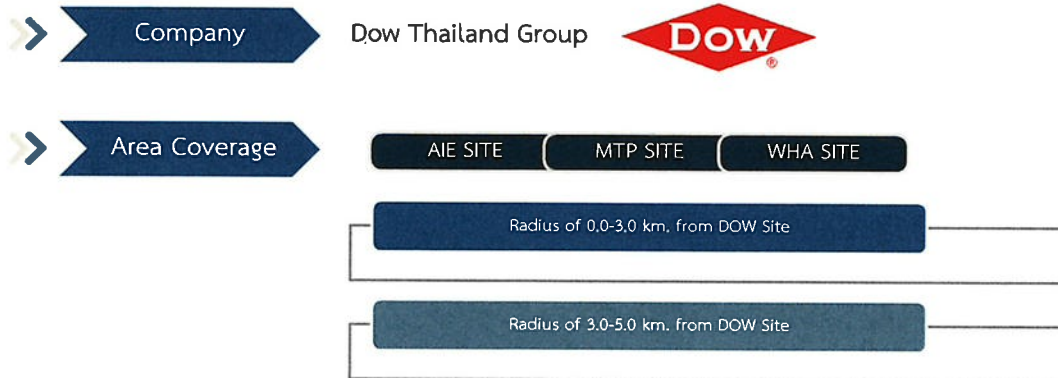 Company
Dow Thailand Group
DOW
®
Area Coverage
AIE SITE
MTP SITE
WHA SITE
Radius of 0.0-3.0 km. from DOW Site
Radius of 3.0-5.0 km. from DOW Site